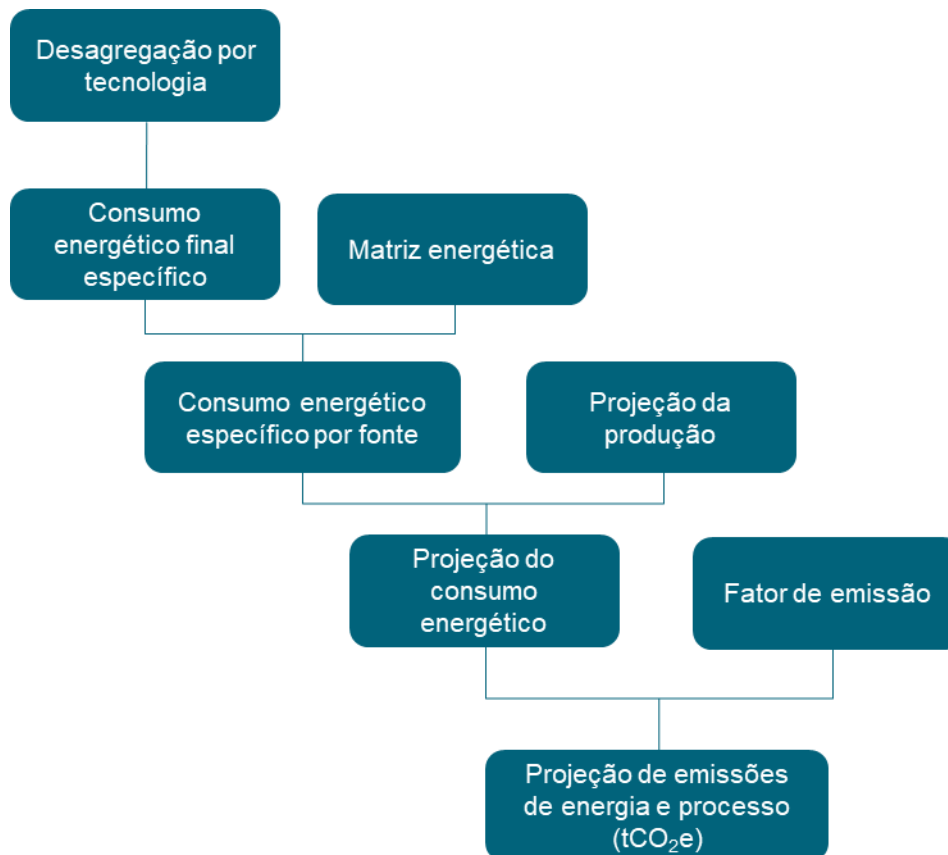 Desagregação por
tecnologia
Consumo
energético final
específico
Matriz energética
Consumo energético
específico por fonte
Projeção da
produção
Projeção do
consumo
energético
Fator de emissão
Projeção de emissões
de energia e processo
(tCO₂e)